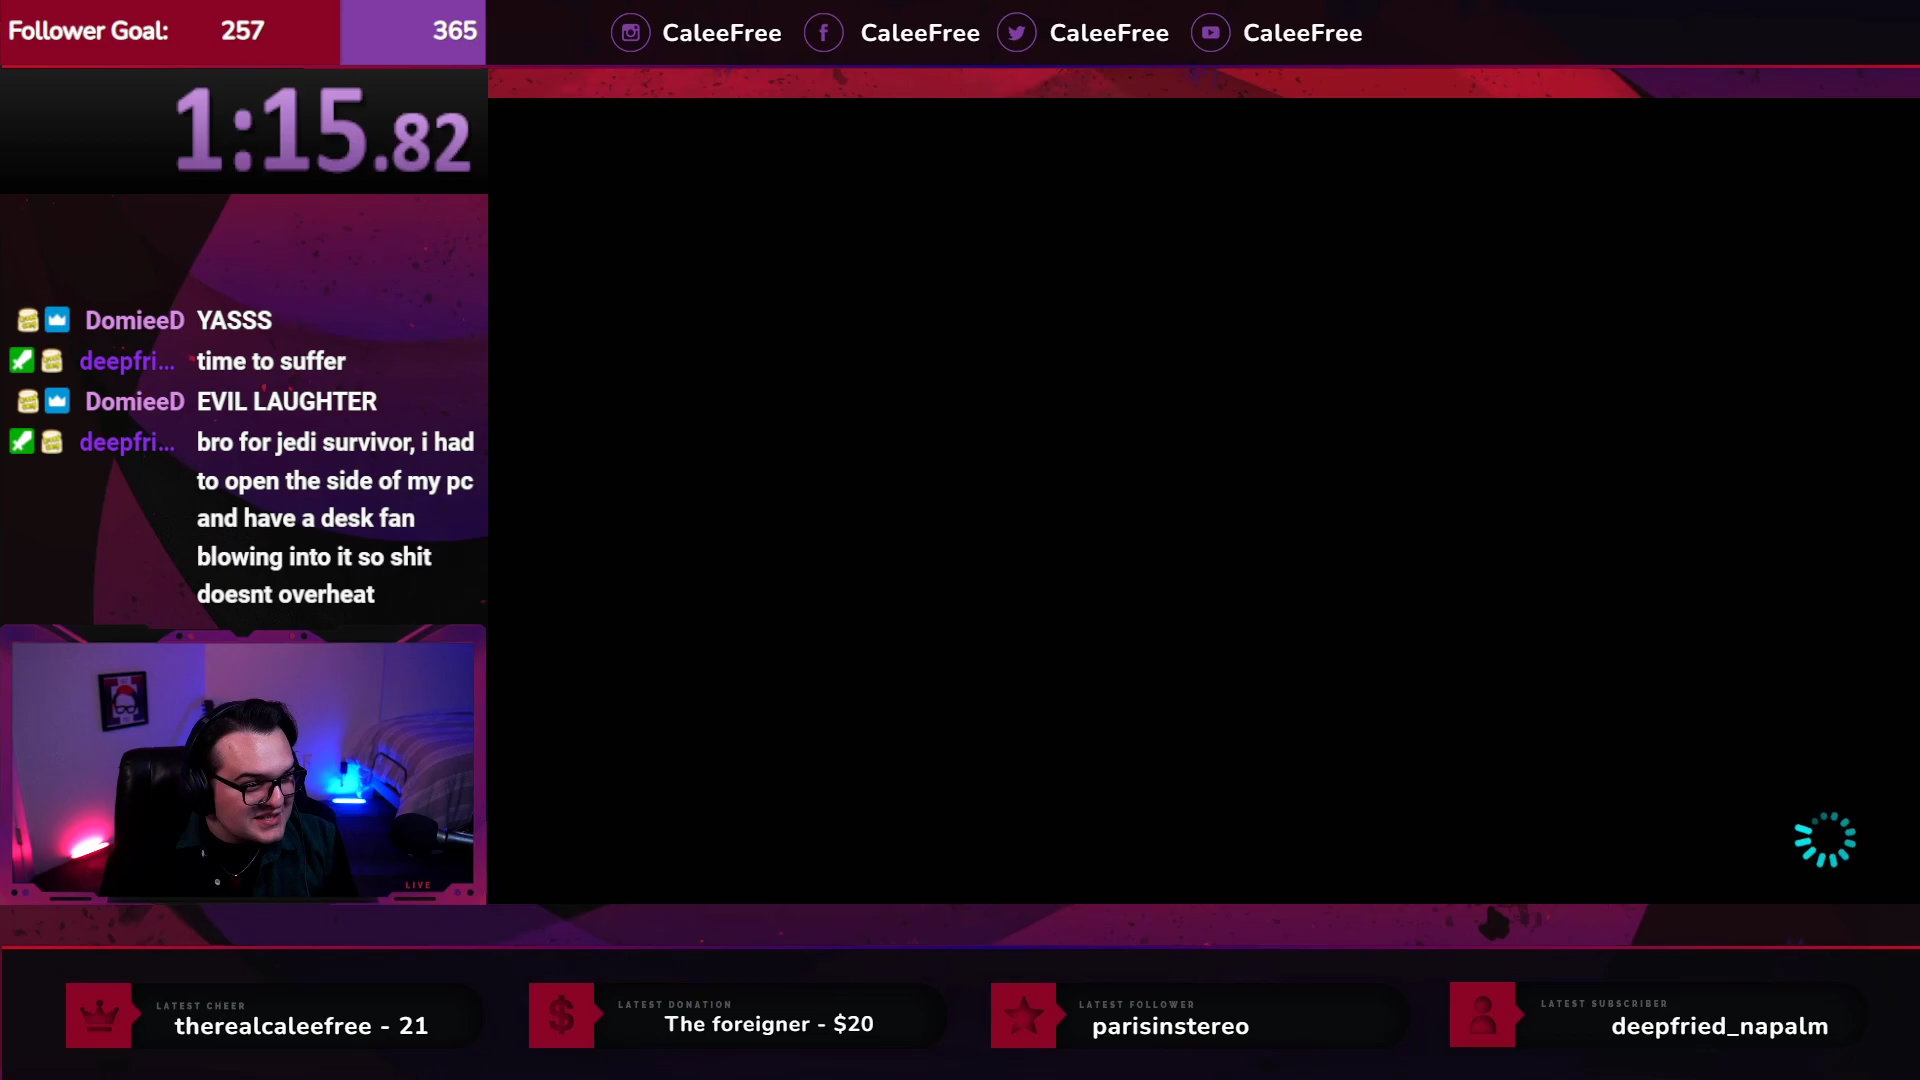 Follower Goal: 257 365
CaleeFree CaleeFree CaleeFree CaleeFree
1:15.82
DomieeD YASSS
deepfri... time to suffer
DomieeD EVIL LAUGHTER
deepfri... bro for jedi survivor, i had
to open the side of my pc
and have a desk fan
blowing into it so shit
doesnt overheat
LIVE
LATEST CHEER
therealcaleefree - 21
LATEST DONATION
The foreigner - $20
LATEST FOLLOWER
parisinstereo
LATEST SUBSCRIBER
deepfried_napalm